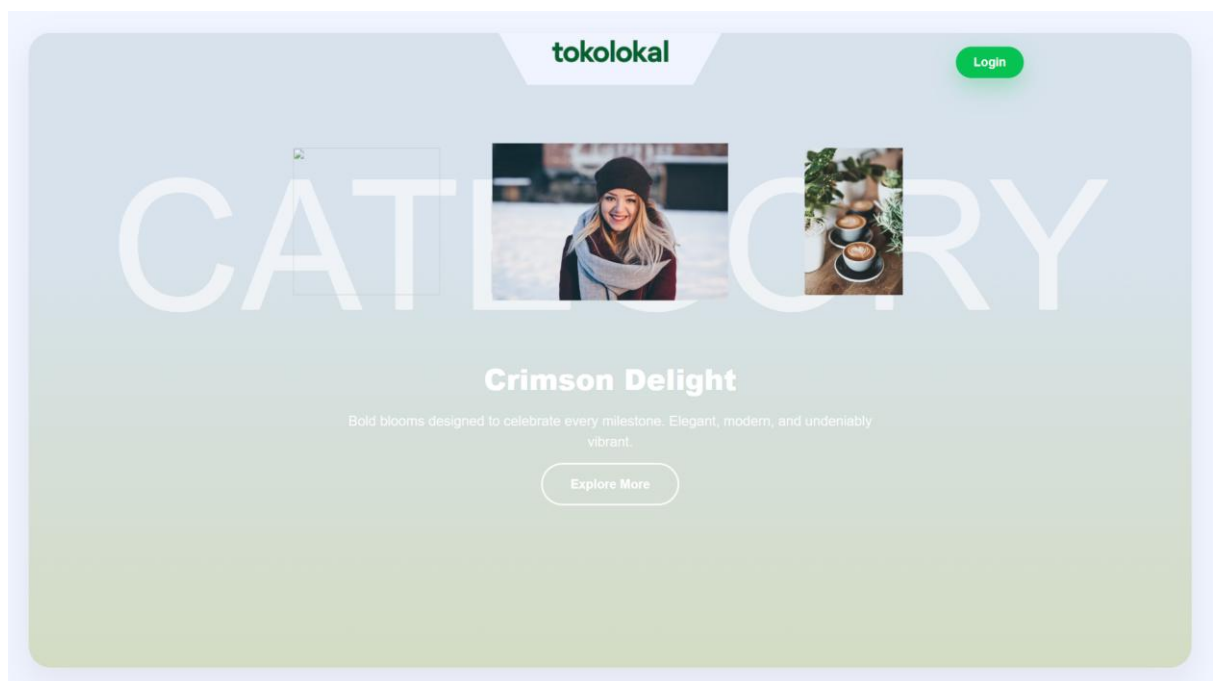 tokolokal
Login
CATEGORY
Crimson Delight
Bold blooms designed to celebrate every milestone. Elegant, modern, and undeniably
vibrant.
Explore More